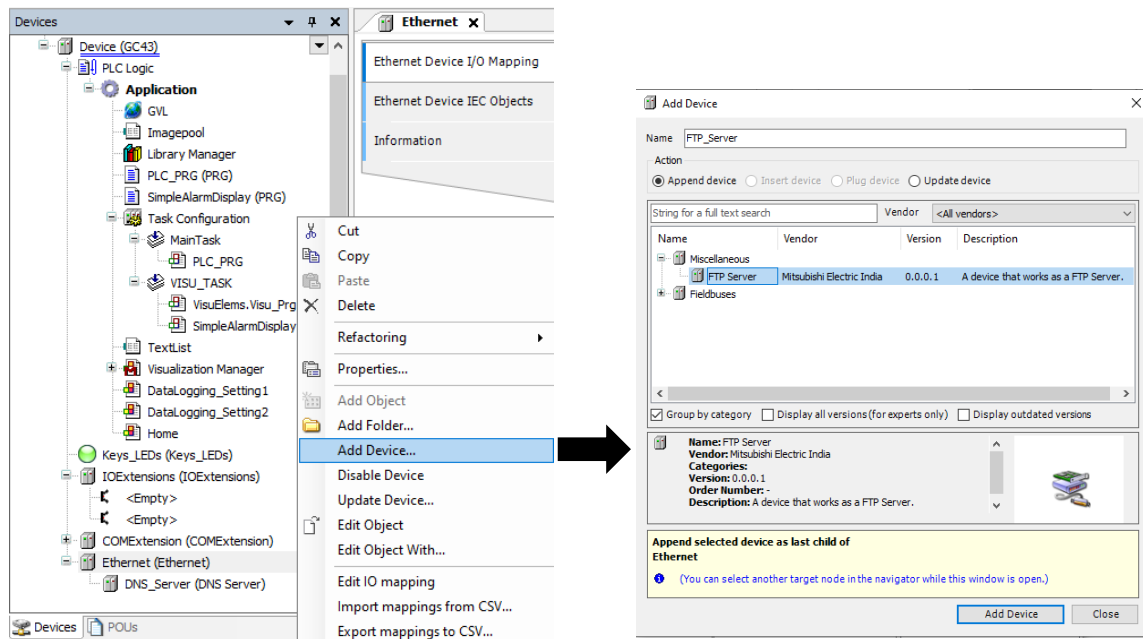 Devices
Device (GC43)
PLC Logic
Application
GVL
Imagepool
Library Manager
PLC_PRG (PRG)
SimpleAlarmDisplay (PRG)
Task Configuration
MainTask
PLC_PRG
VISU_TASK
VisuElems.Visu_Prg
SimpleAlarmDisplay
TextList
Visualization Manager
DataLogging_Setting1
DataLogging_Setting2
Home
Keys_LEDs (Keys_LEDs)
IOExtensions (IOExtensions)
<Empty>
<Empty>
COMExtension (COMExtension)
Ethernet (Ethernet)
DNS_Server (DNS Server)
Devices POUs
Ethernet
Ethernet Device I/O Mapping
Ethernet Device IEC Objects
Information
Cut
Copy
Paste
Delete
Refactoring
Properties...
Add Object
Add Folder...
Add Device...
Disable Device
Update Device...
Edit Object
Edit Object With...
Edit IO mapping
Import mappings from CSV...
Export mappings to CSV...
Add Device
Name FTP_Server
Action
Append device Insert device Plug device Update device
String for a full text search Vendor <All vendors>
Name Vendor Version Description
Miscellaneous
FTP Server Mitsubishi Electric India 0.0.0.1 A device that works as a FTP Server.
Fieldbuses
Group by category Display all versions (for experts only) Display outdated versions
Name: FTP Server
Vendor: Mitsubishi Electric India
Categories:
Version: 0.0.0.1
Order Number: -
Description: A device that works as a FTP Server.
Append selected device as last child of
Ethernet
(You can select another target node in the navigator while this window is open.)
Add Device Close